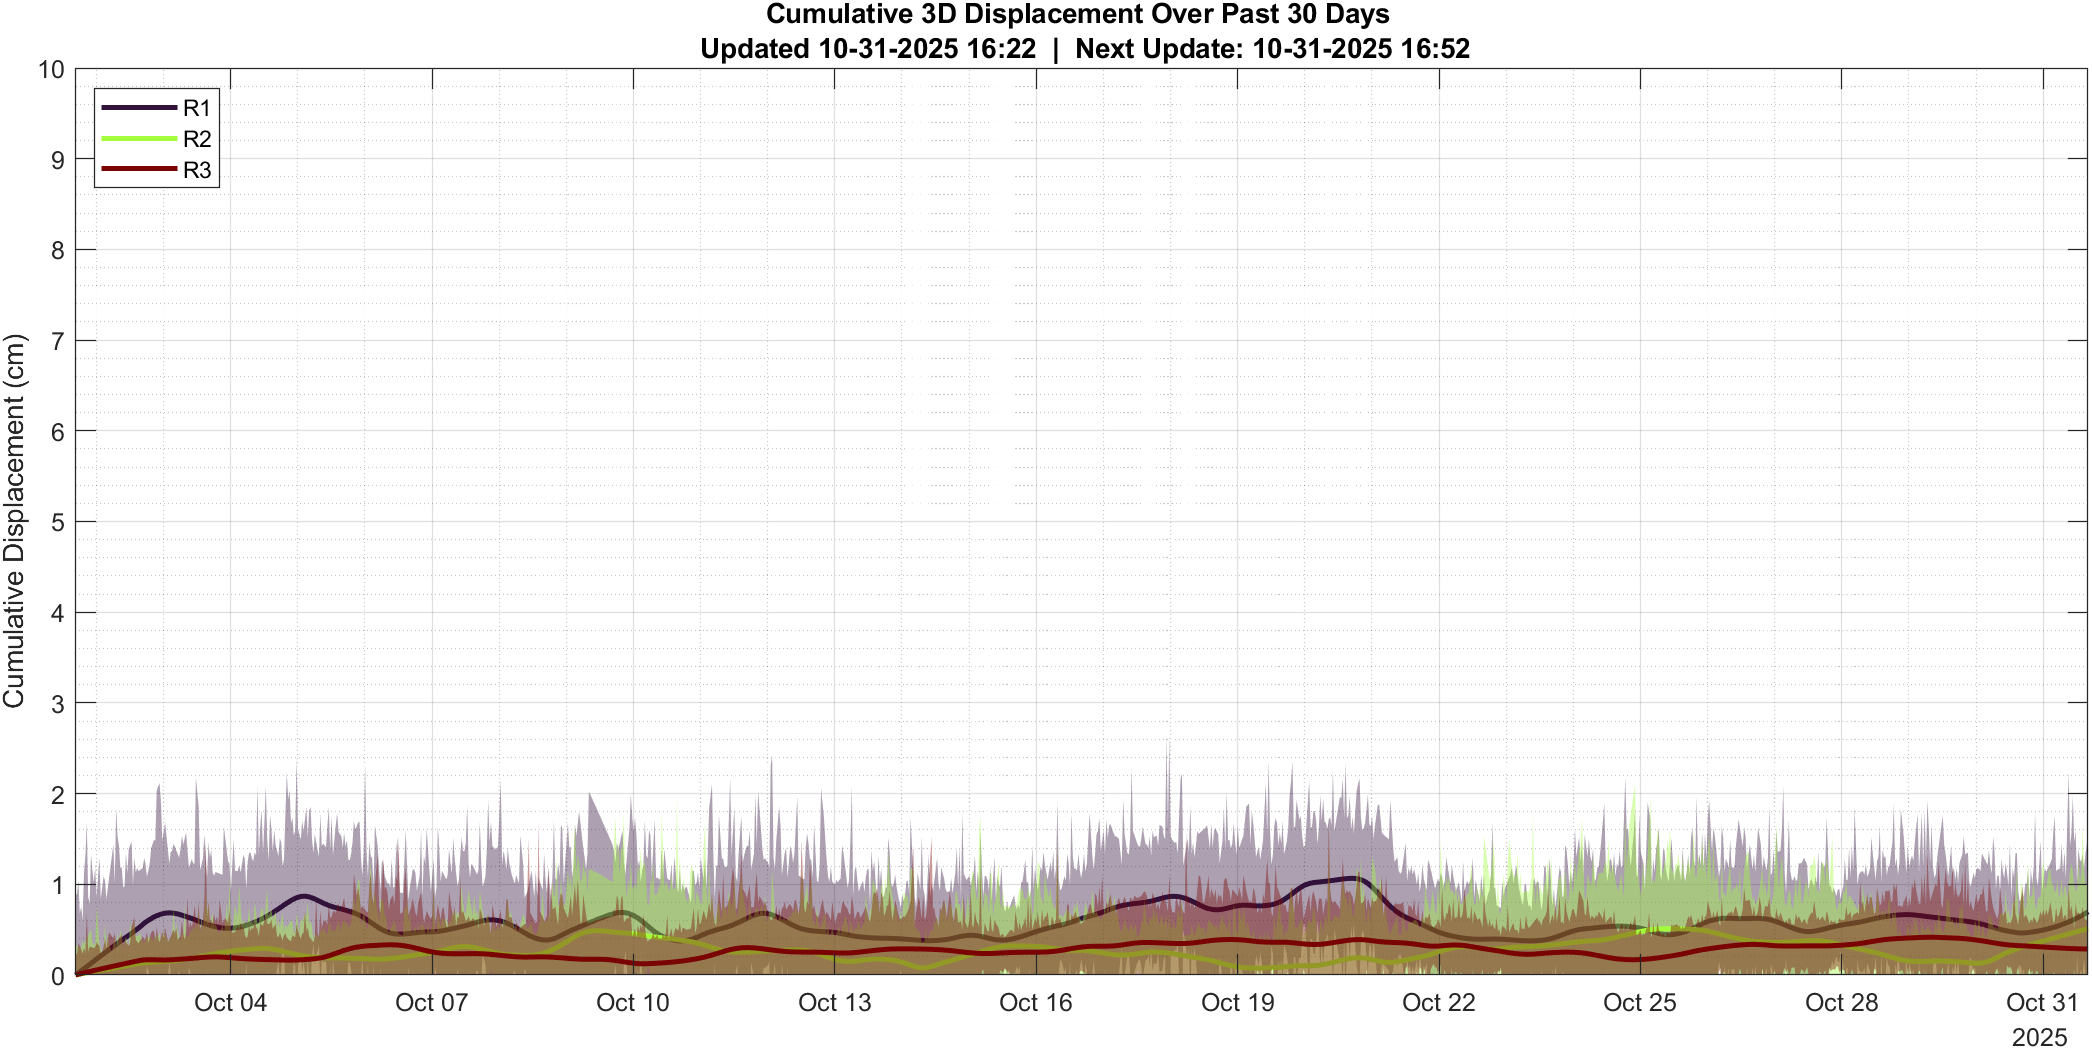 Cumulative 3D Displacement Over Past 30 Days
Updated 10-31-2025 16:22 | Next Update: 10-31-2025 16:52
R1
R2
R3
Cumulative Displacement (cm)
10
9
8
7
6
5
4
3
2
1
0
Oct 04 Oct 07 Oct 10 Oct 13 Oct 16 Oct 19 Oct 22 Oct 25 Oct 28 Oct 31
2025